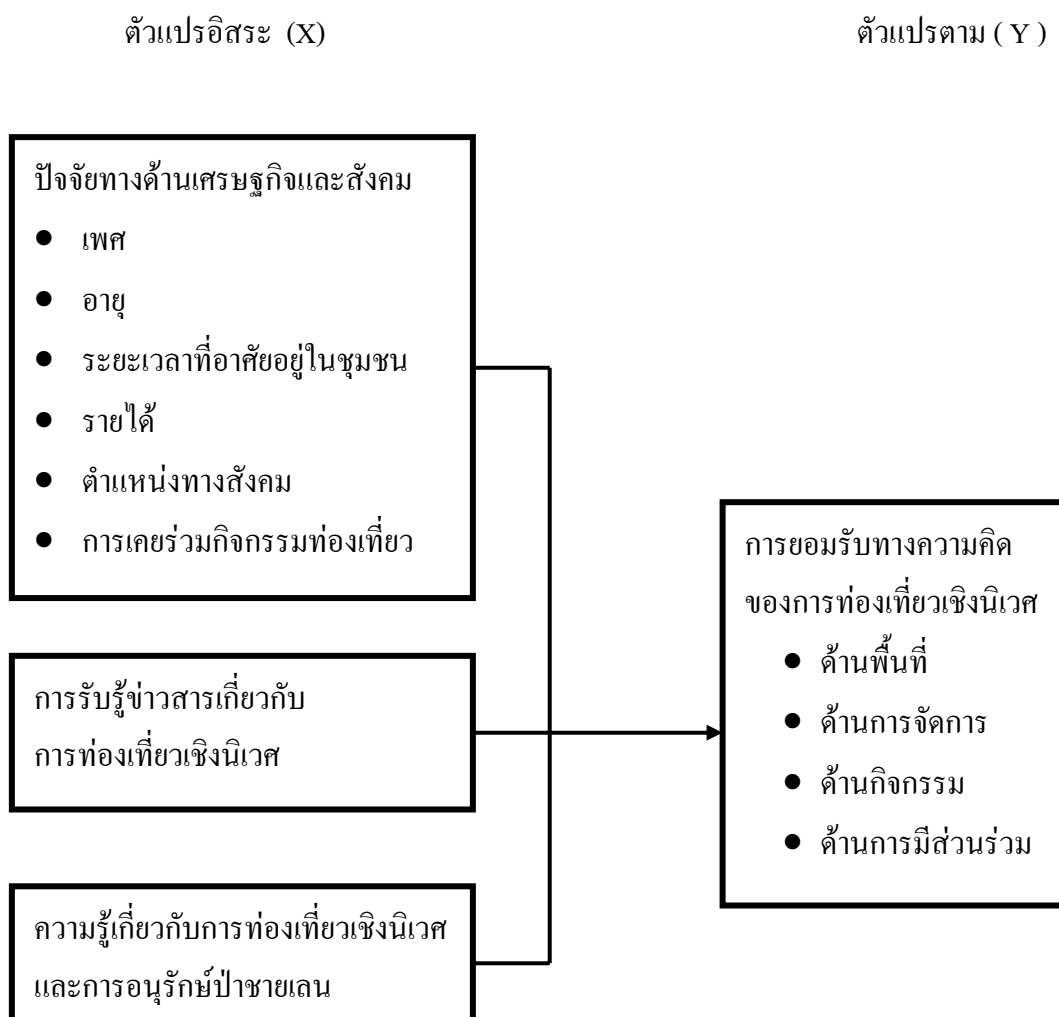 ตัวแปรอิสระ (X)
ตัวแปรตาม ( Y )
ปัจจัยทางด้านเศรษฐกิจและสังคม
● เพศ
● อายุ
● ระยะเวลาที่อาศัยอยู่ในชุมชน
● รายได้
● ตำแหน่งทางสังคม
● การเคยร่วมกิจกรรมท่องเที่ยว
การรับรู้ข่าวสารเกี่ยวกับ
การท่องเที่ยวเชิงนิเวศ
ความรู้เกี่ยวกับการท่องเที่ยวเชิงนิเวศ
และการอนุรักษ์ป่าชายเลน
การยอมรับทางความคิด
ของการท่องเที่ยวเชิงนิเวศ
● ด้านพื้นที่
● ด้านการจัดการ
● ด้านกิจกรรม
● ด้านการมีส่วนร่วม